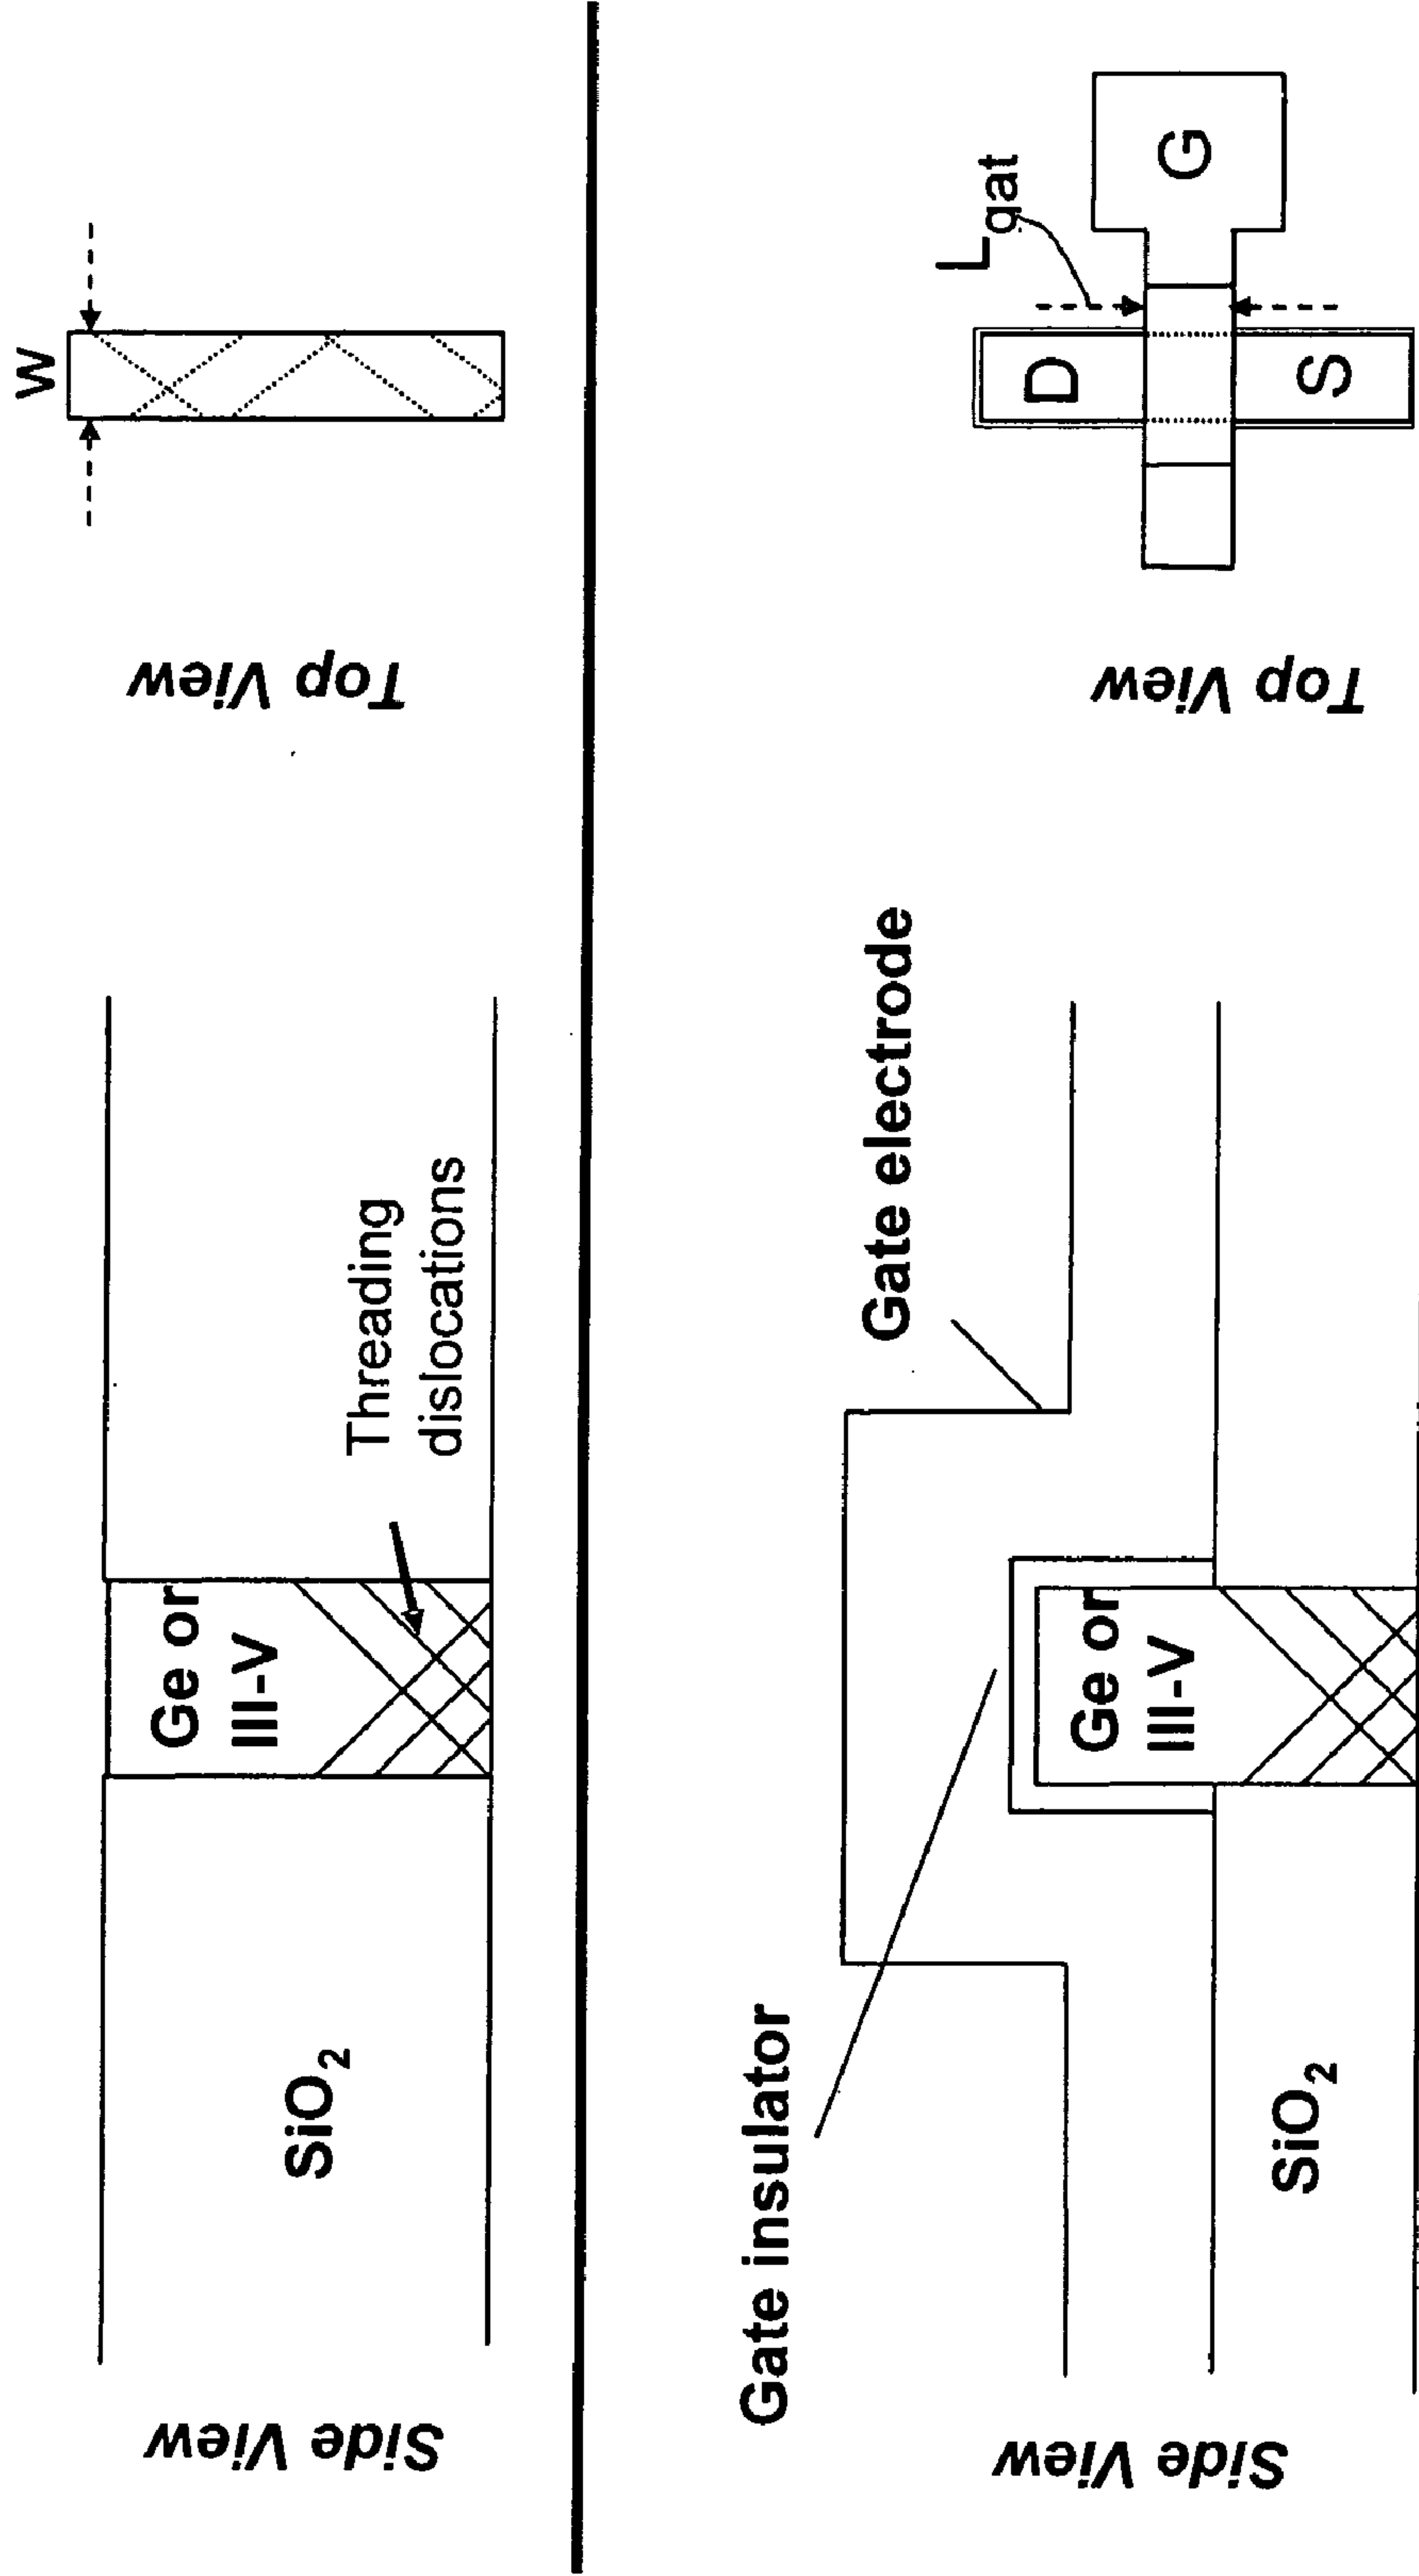 Side View
SiO2
Ge or
III-V
Threading
dislocations
Top View
W
Side View
Gate insulator
SiO2
Ge or
III-V
Gate electrode
Top View
D
S
Lgat
G